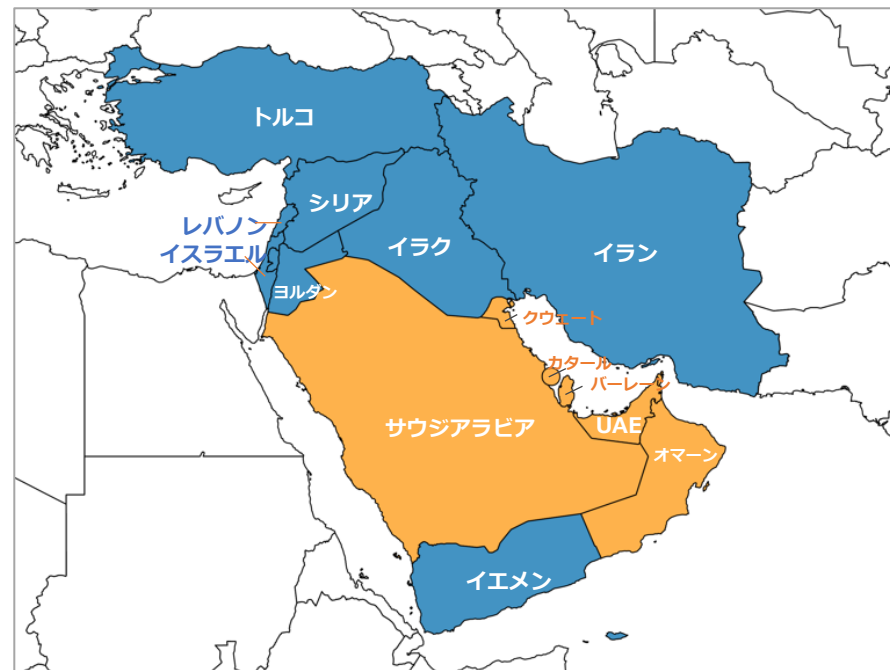 トルコ
シリア
レバノン
イラク
イラン
イスラエル
ヨルダン
クウェート
カタール
バーレーン
サウジアラビア
UAE
オマーン
イエメン